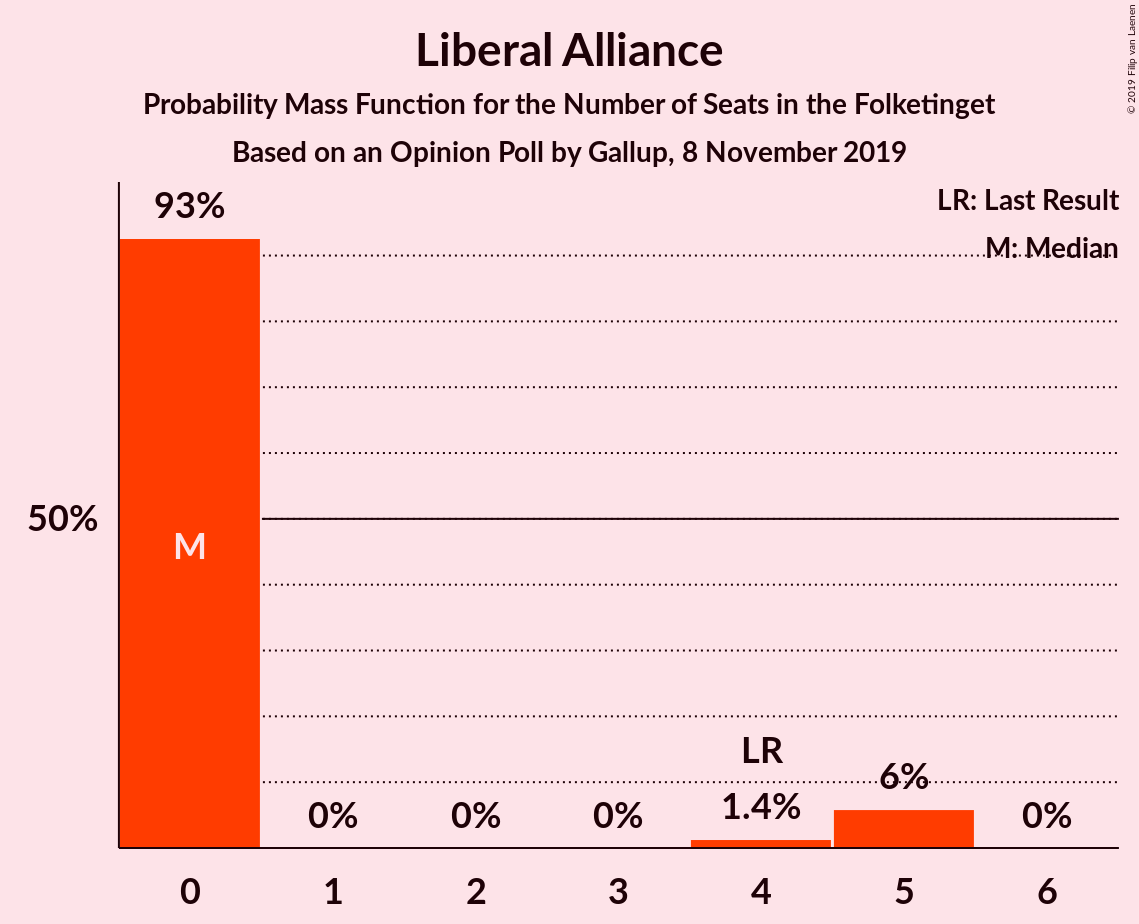 Liberal Alliance
Probability Mass Function for the Number of Seats in the Folketinget
Based on an Opinion Poll by Gallup, 8 November 2019
© 2019 Filip van Laenen
LR: Last Result
M: Median
93%
50%
M
LR
0%
0%
0%
1.4%
6%
0%
0
1
2
3
4
5
6